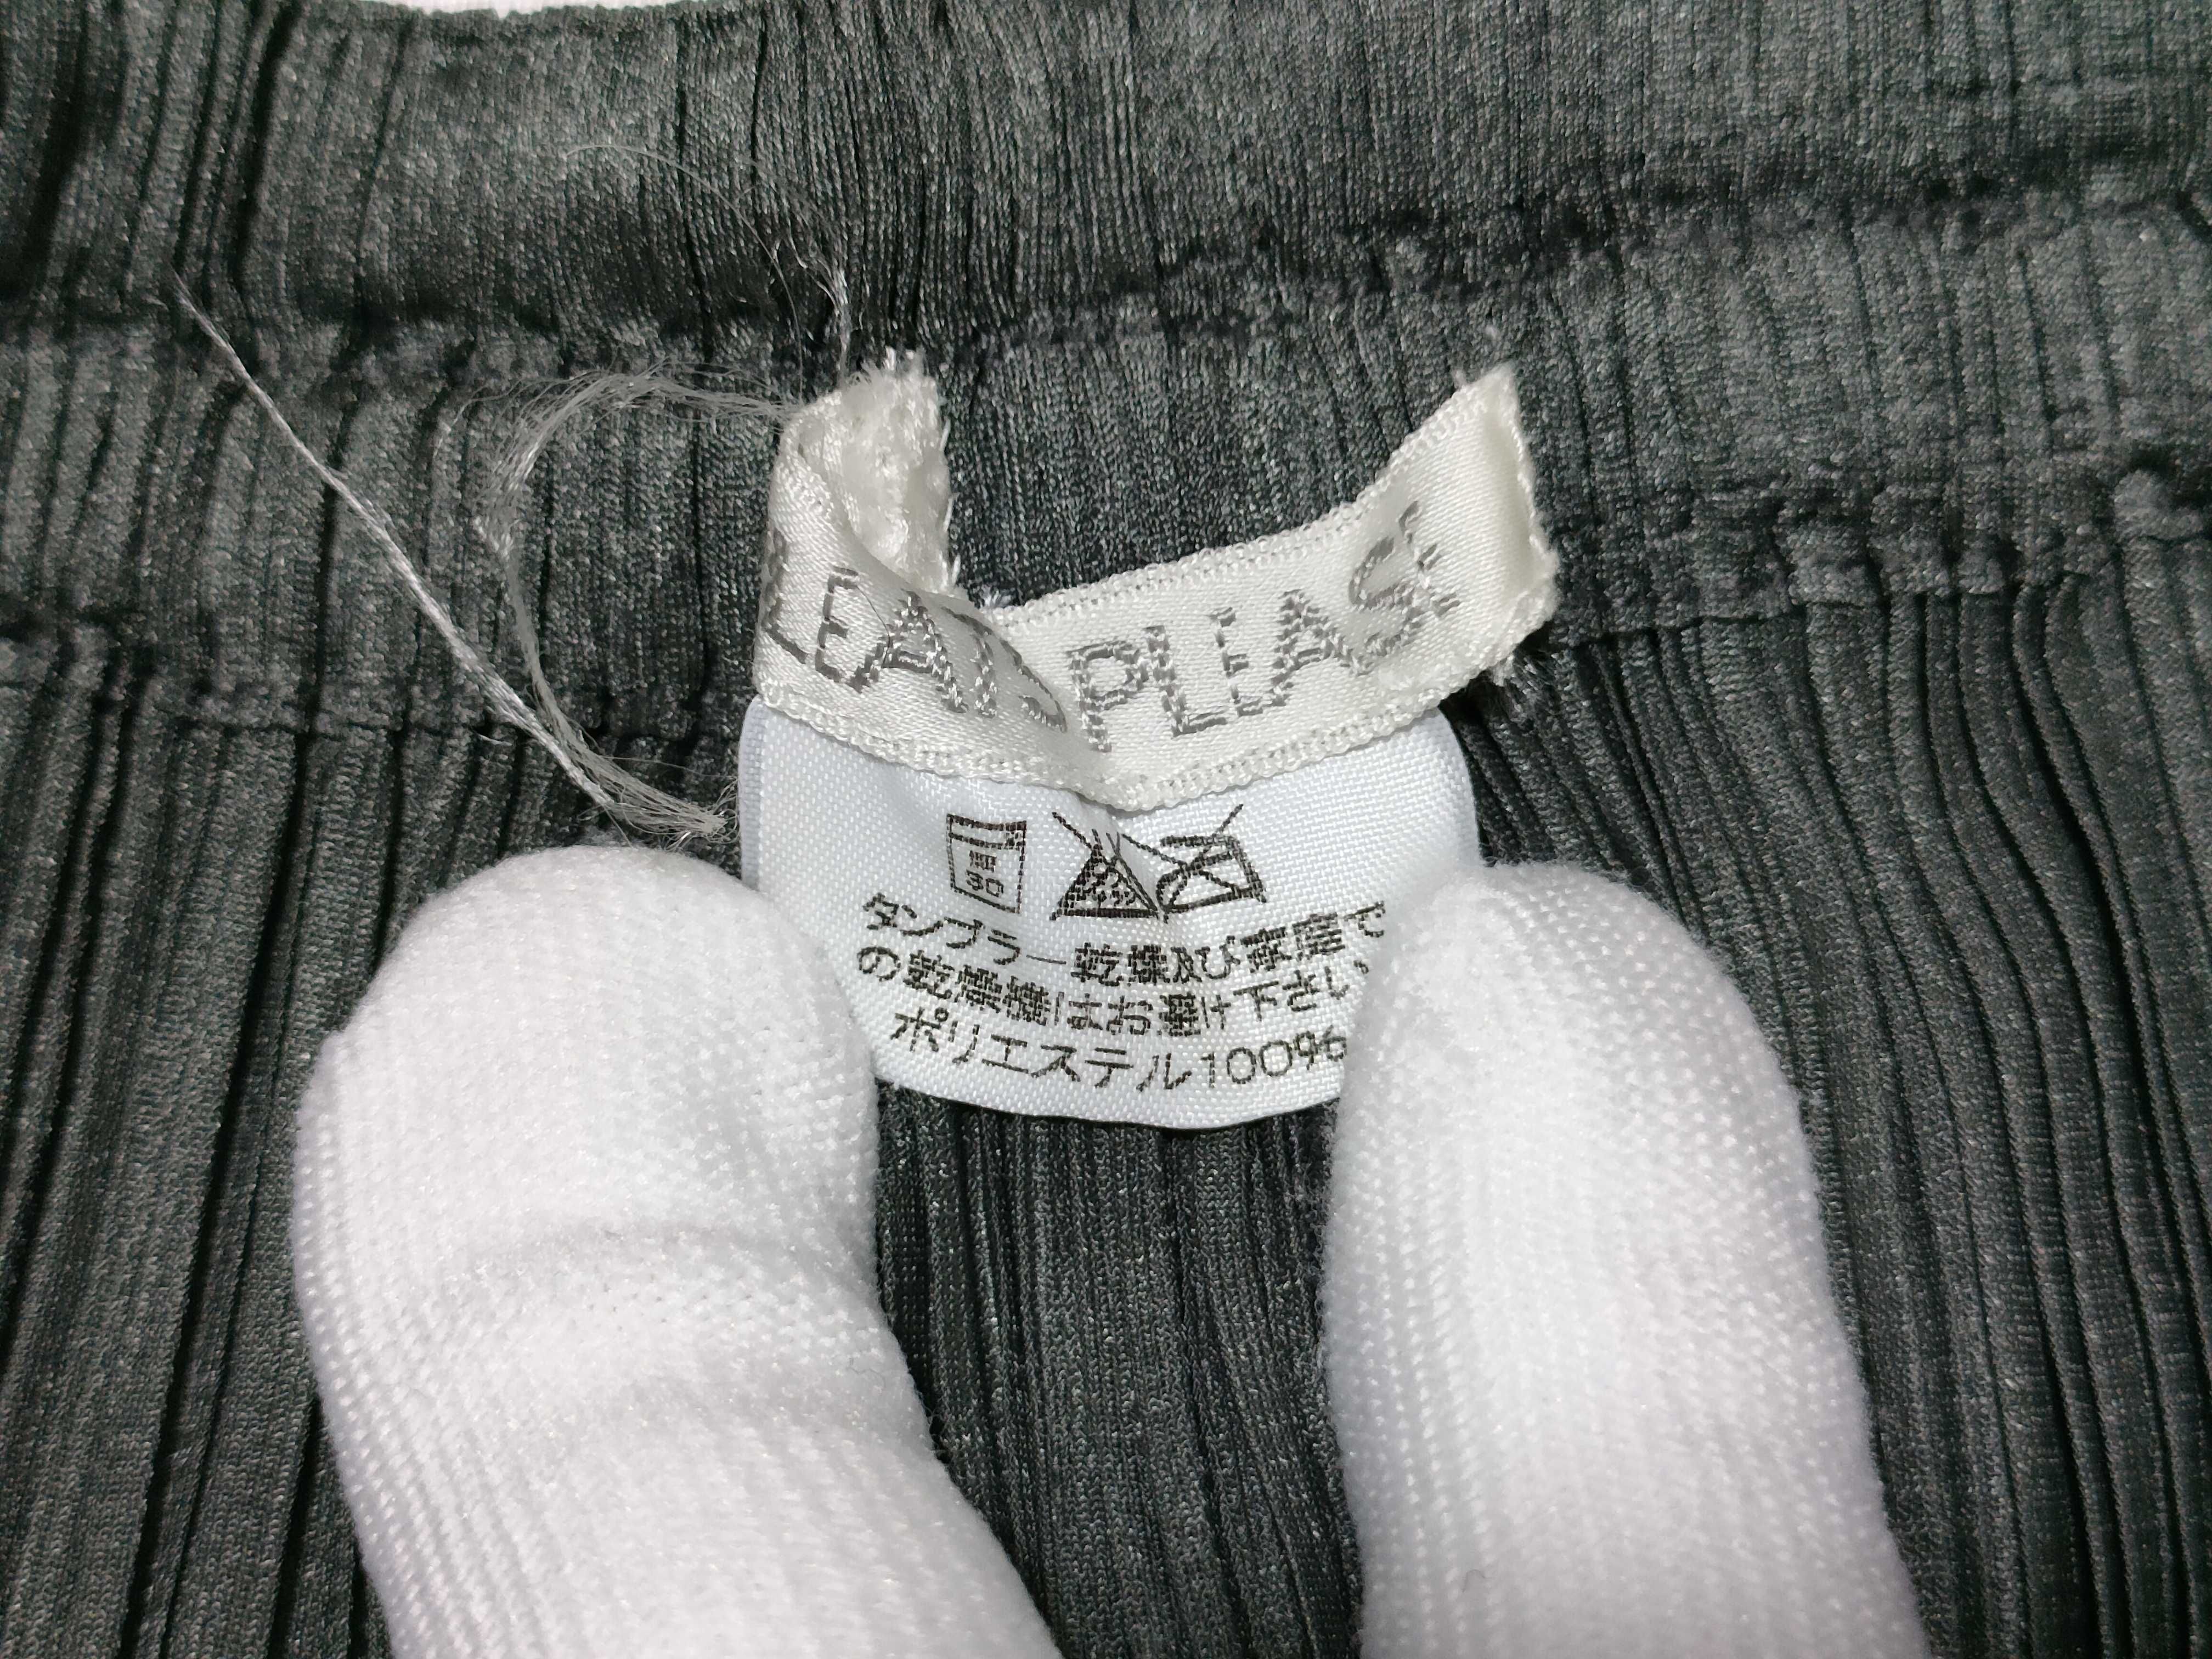 PLEATS PLEASE
30
タンブラー乾燥及び家庭で
の乾燥機はお避け下さい
ポリエステル100%